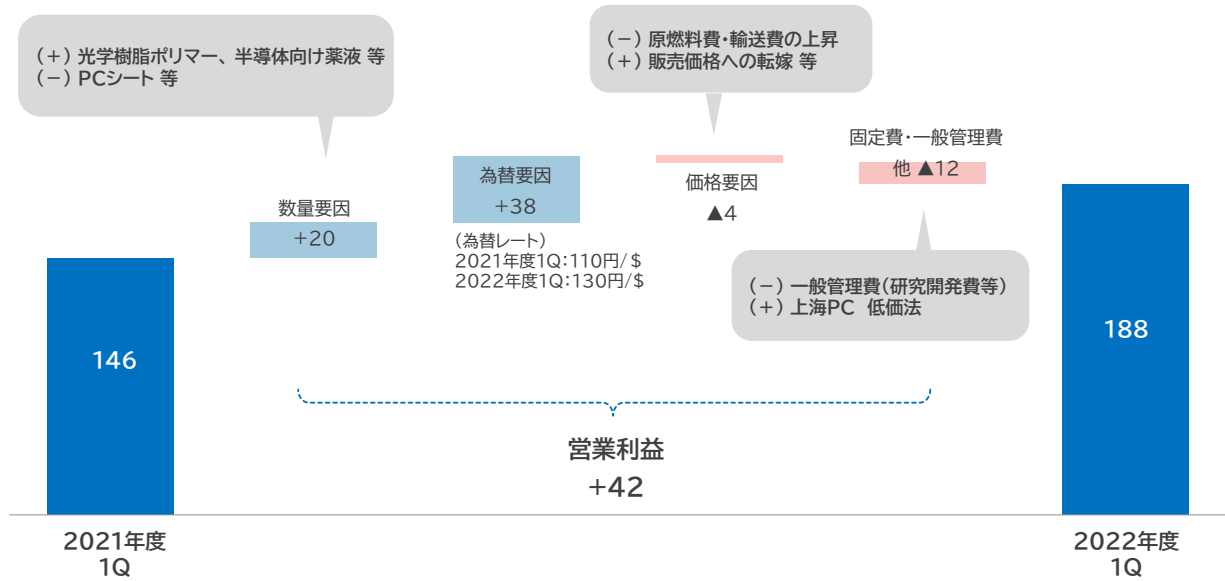 (+) 光学樹脂ポリマー、半導体向け薬液 等
(-) PCシート 等
(-) 原燃料費・輸送費の上昇
(+) 販売価格への転嫁 等
固定費・一般管理費
他 ▲12
為替要因
+38
価格要因
▲4
数量要因
+20
(為替レート)
2021年度1Q:110円/$
2022年度1Q:130円/$
(-) 一般管理費(研究開発費等)
(+) 上海PC 低価法
146
188
営業利益
+42
2021年度
1Q
2022年度
1Q